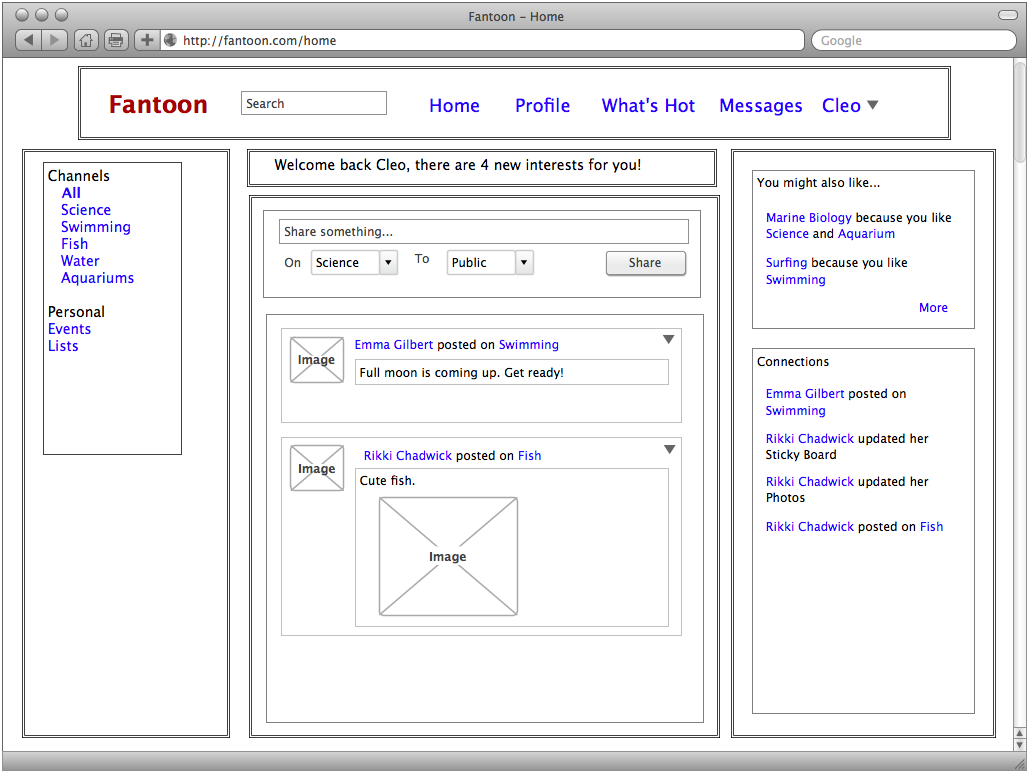 Fantoon – Home
http://fantoon.com/home
Google
Fantoon
Search
Home
Profile
What's Hot
Messages
Cleo
Channels
All
Science
Swimming
Fish
Water
Aquariums
Personal
Events
Lists
Welcome back Cleo, there are 4 new interests for you!
Share something...
On
Science
To
Public
Share
Image
Emma Gilbert posted on Swimming
Full moon is coming up. Get ready!
Image
Rikki Chadwick posted on Fish
Cute fish.
Image
You might also like...
Marine Biology because you like
Science and Aquarium
Surfing because you like
Swimming
More
Connections
Emma Gilbert posted on
Swimming
Rikki Chadwick updated her
Sticky Board
Rikki Chadwick updated her
Photos
Rikki Chadwick posted on Fish